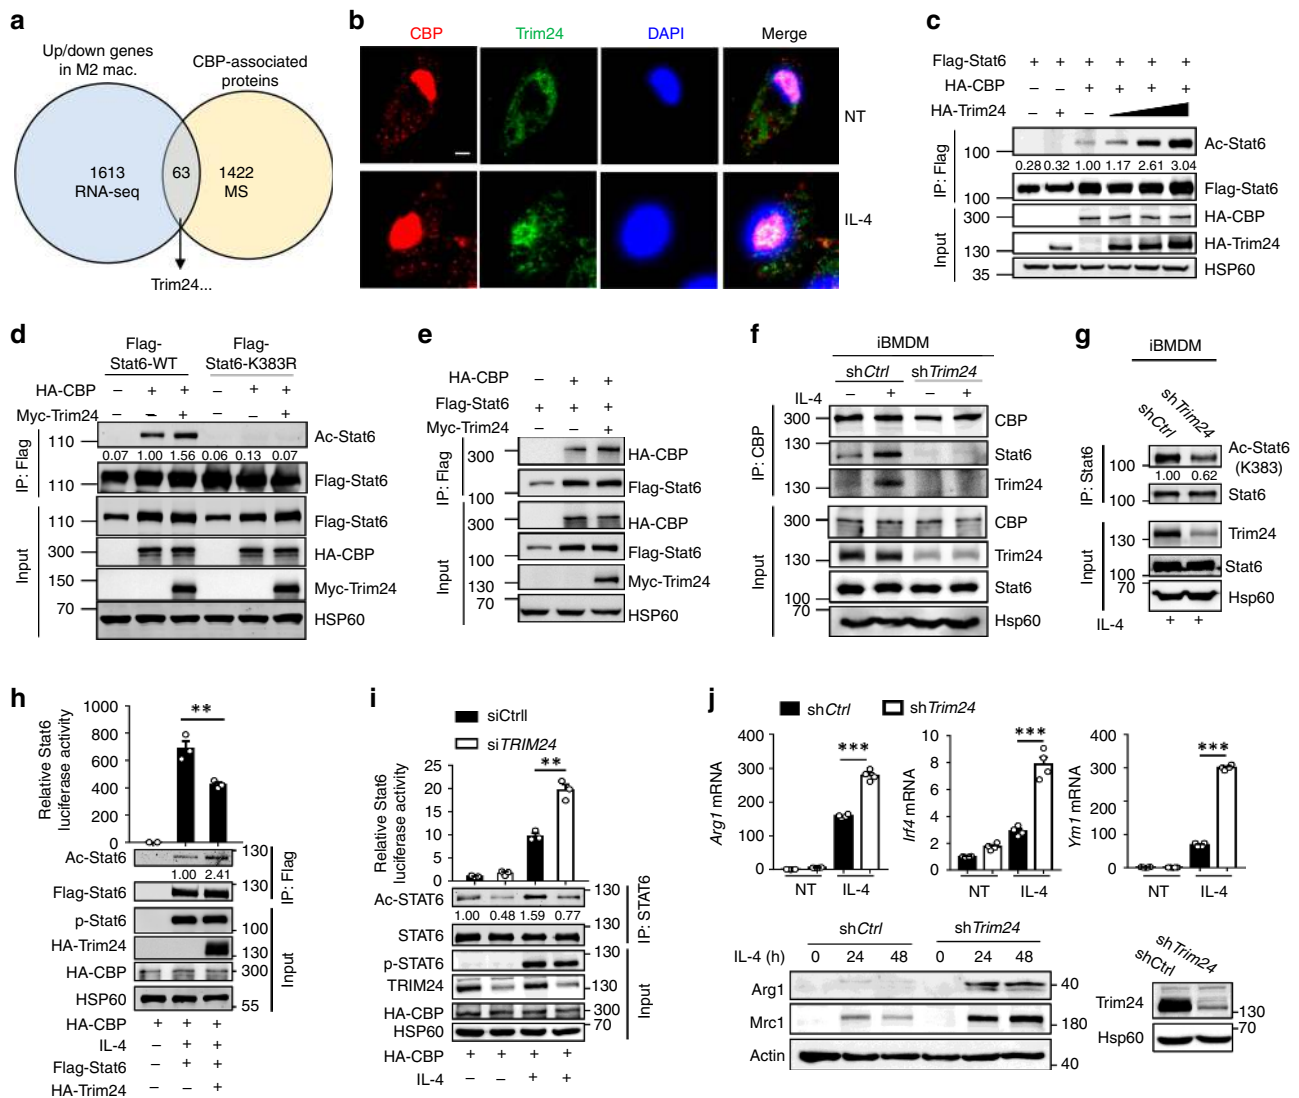 a
Up/down genes
in M2 mac.
CBP-associated
proteins
1613
RNA-seq
63
1422
MS
Trim24...
b
CBP
Trim24
DAPI
Merge
NT
IL-4
c
Flag-Stat6 + + + + + +
HA-CBP – – + + + +
HA-Trim24 – + –
IP: Flag
100
Ac-Stat6
0.28 0.32 1.00 1.17 2.61 3.04
100
Flag-Stat6
Input
300
HA-CBP
130
HA-Trim24
35
HSP60
d
Flag-
Stat6-WT
Flag-
Stat6-K383R
HA-CBP – + + – + +
Myc-Trim24 – – + – – +
IP: Flag
110
Ac-Stat6
0.07 1.00 1.56 0.06 0.13 0.07
110
Flag-Stat6
Input
110
Flag-Stat6
300
HA-CBP
150
Myc-Trim24
70
HSP60
e
HA-CBP – + +
Flag-Stat6 + + +
Myc-Trim24 – – +
IP: Flag
300
HA-CBP
Flag-Stat6
100
Input
300
HA-CBP
100
Flag-Stat6
130
Myc-Trim24
70
HSP60
f
iBMDM
shCtrl
shTrim24
IL-4 – + – +
IP: CBP
300
CBP
130
Stat6
130
Trim24
Input
300
CBP
130
Trim24
100
Stat6
70
Hsp60
g
iBMDM
shCtrl
shTrim24
IP: Stat6
100
Ac-Stat6
(K383)
1.00 0.62
100
Stat6
Input
130
Trim24
100
Stat6
70
Hsp60
IL-4 + +
h
Relative Stat6
luciferase activity
1000
800
600
400
200
0
**
Ac-Stat6
130
1.00 2.41
Flag-Stat6
130
IP: Flag
p-Stat6
100
HA-Trim24
130
HA-CBP
300
HSP60
55
Input
HA-CBP + + +
IL-4 – + +
Flag-Stat6 – + +
HA-Trim24 – – +
i
siCtrll
siTRIM24
Relative Stat6
luciferase activity
25
20
15
10
5
0
**
Ac-STAT6
130
1.00 0.48 1.59 0.77
130
STAT6
IP: STAT6
p-STAT6
130
TRIM24
130
HA-CBP
300
HSP60
70
Input
HA-CBP + + + +
IL-4 – – + +
j
shCtrl
shTrim24
Arg1 mRNA
400
300
200
100
0
***
NT IL-4
Irf4 mRNA
10
8
6
4
2
0
***
NT IL-4
Ym1 mRNA
400
300
200
100
0
***
NT IL-4
shCtrl
shTrim24
IL-4 (h) 0 24 48 0 24 48
Arg1
40
Mrc1
180
Actin
40
shCtrl
shTrim24
Trim24
130
70
Hsp60